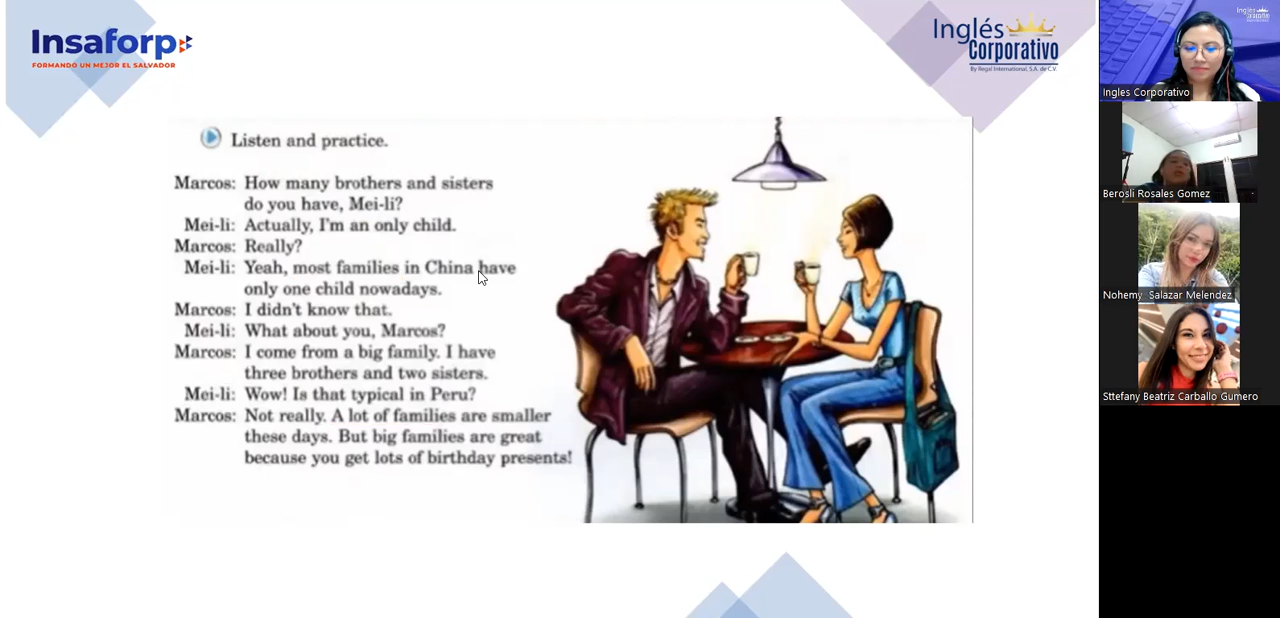 Insaforp
FORMANDO UN MEJOR EL SALVADOR
Inglés
Corporativo
By Regal International, S.A. de C.V.
Listen and practice.
Marcos: How many brothers and sisters
do you have, Mei-li?
Mei-li: Actually, I'm an only child.
Marcos: Really?
Mei-li: Yeah, most families in China have
only one child nowadays.
Marcos: I didn't know that.
Mei-li: What about you, Marcos?
Marcos: I come from a big family. I have
three brothers and two sisters.
Mei-li: Wow! Is that typical in Peru?
Marcos: Not really. A lot of families are smaller
these days. But big families are great
because you get lots of birthday presents!
Ingles Corporativo
Berosli Rosales Gomez
Nohemy Salazar Melendez
Sttefany Beatriz Carballo Gumero